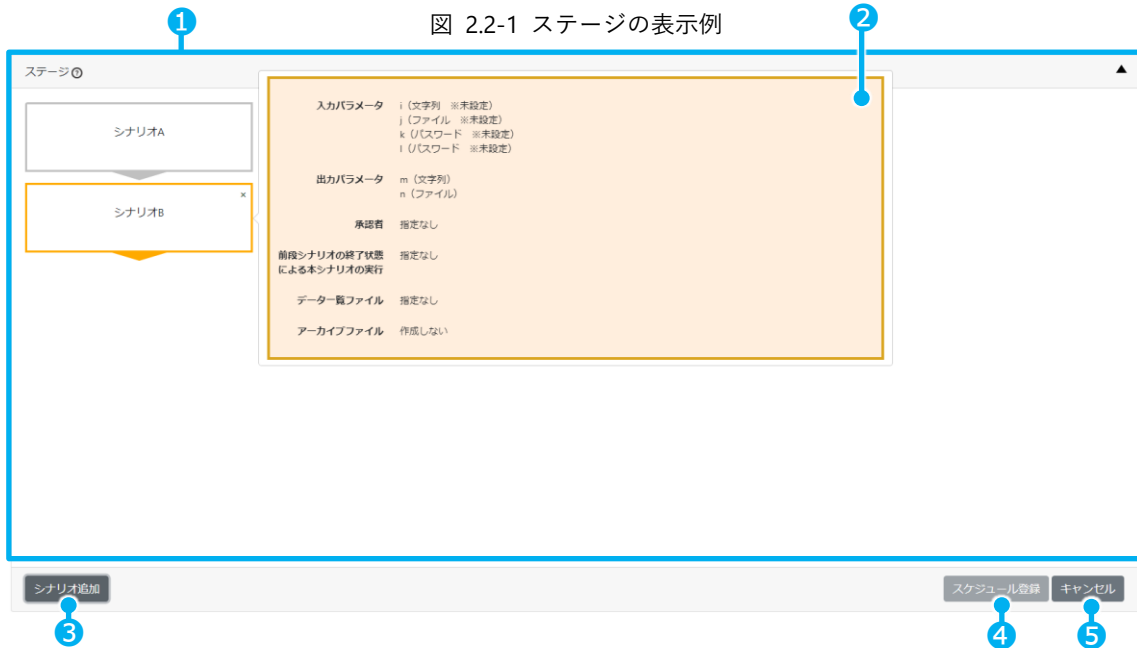 図 2.2-1 ステージの表示例
1
2
ステージ
シナリオA
シナリオB
×
入力パラメータ i（文字列 ※未設定）
j（ファイル ※未設定）
k（パスワード ※未設定）
l（パスワード ※未設定）
出力パラメータ m（文字列）
n（ファイル）
承認者 指定なし
前段シナリオの終了状態 指定なし
による本シナリオの実行
データ一覧ファイル 指定なし
アーカイブファイル 作成しない
シナリオ追加
スケジュール登録 キャンセル
3
4
5